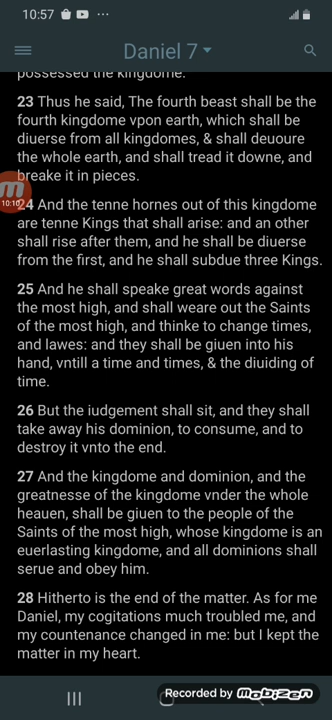 10:57
Daniel 7
possessed the kingdome.
23 Thus he said, The fourth beast shall be the
fourth kingdome vpon earth, which shall be
diuerse from all kingdomes, & shall deuoure
the whole earth, and shall tread it downe, and
breake it in pieces.
24 And the tenne hornes out of this kingdome
10:10
are tenne Kings that shall arise: and an other
shall rise after them, and he shall be diuerse
from the first, and he shall subdue three Kings.
25 And he shall speake great words against
the most high, and shall weare out the Saints
of the most high, and thinke to change times,
and lawes: and they shall be giuen into his
hand, vntill a time and times, & the diuiding of
time.
26 But the iudgement shall sit, and they shall
take away his dominion, to consume, and to
destroy it vnto the end.
27 And the kingdome and dominion, and the
greatnesse of the kingdome vnder the whole
heauen, shall be giuen to the people of the
Saints of the most high, whose kingdome is an
euerlasting kingdome, and all dominions shall
serue and obey him.
28 Hitherto is the end of the matter. As for me
Daniel, my cogitations much troubled me, and
my countenance changed in me: but I kept the
matter in my heart.
Recorded by mobizen